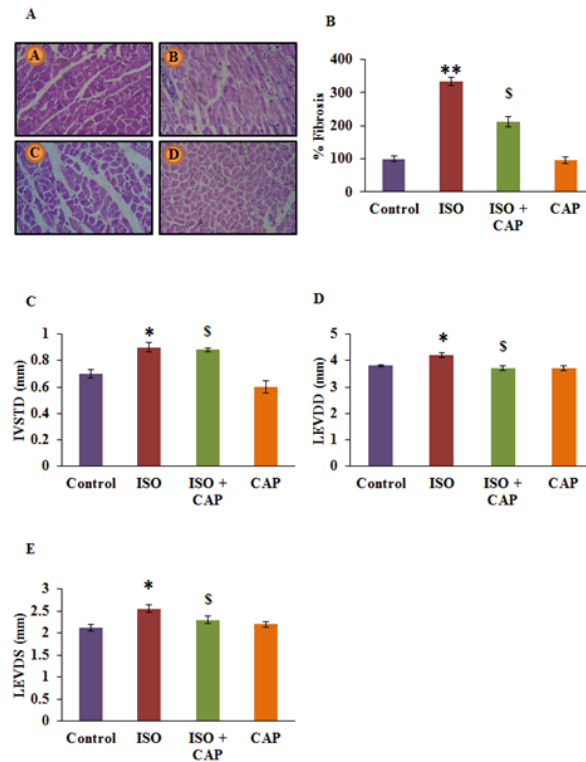 A
A
B
C
D
B
% Fibrosis
400
300
200
100
0
**
$
Control
ISO
ISO +
CAP
CAP
C
IVSTD (mm)
1
0.8
0.6
0.4
0.2
0
*
$
Control
ISO
ISO +
CAP
CAP
D
LEVDD (mm)
5
4
3
2
1
0
*
$
Control
ISO
ISO +
CAP
CAP
E
LEVDS (mm)
3
2.5
2
1.5
1
0.5
0
*
$
Control
ISO
ISO +
CAP
CAP